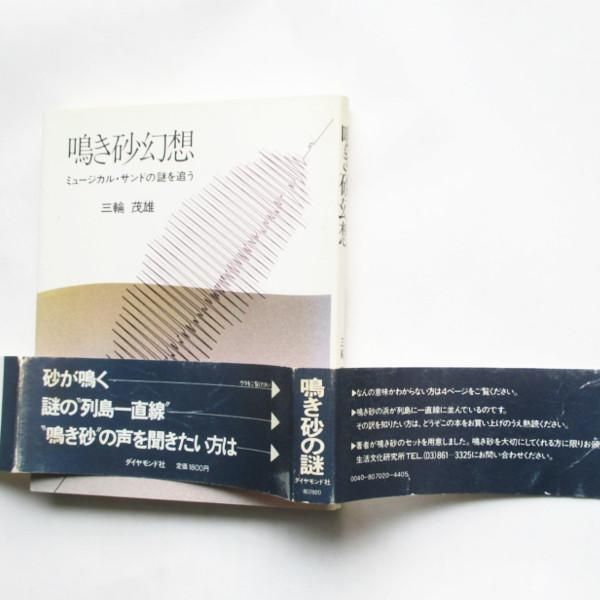 鳴き砂幻想
ミュージカル・サンドの謎を追う
三輪 茂雄
鳴き砂幻想
三輪
砂が鳴く
謎の“列島一直線”
“鳴き砂”の声を聞きたい方は
ダイヤモンド社 定価1800円
鳴き砂の謎
ダイヤモンド社
▶なんの意味かわからない方は4ページをご覧ください。
▶鳴き砂の浜が列島に一直線に並んでいるのです。
その訳を知りたい方は、どうぞこの本をお買い上げのうえ熟読ください。
▶著者が鳴き砂のセットを用意しました。鳴き砂を大切にしてくれる方に限りお
生活文化研究所TEL.(03)861-3325にお問い合わせください。
0040-807020-4405